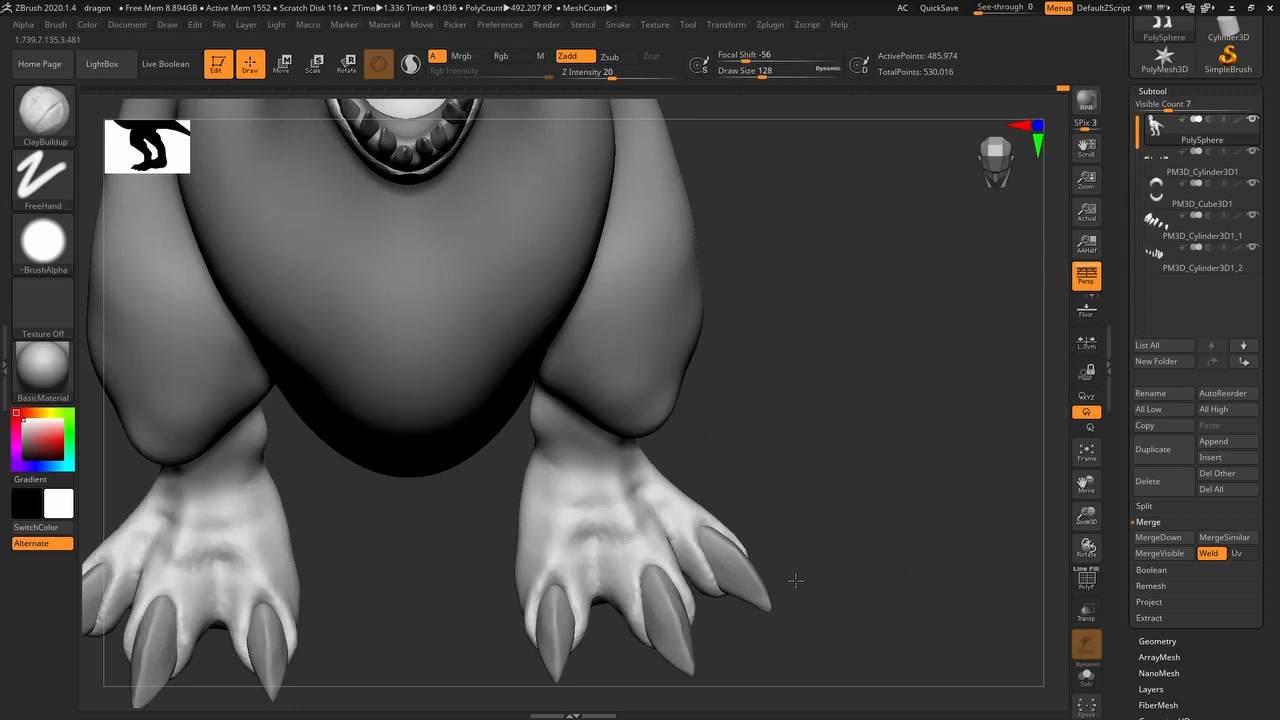 ZBrush 2020.1.4 dragon ● Free Mem 8.894GB ● Active Mem 1552 ● Scratch Disk 116 ● ZTime▶1.336 Timer▶0.036 ● PolyCount▶492.207 KP ● MeshCount▶1 AC QuickSave See-through 0 Menus DefaultZScript
Alpha Brush Color Document Draw Edit File Layer Light Macro Marker Material Movie Picker Preferences Render Stencil Stroke Texture Tool Transform Zplugin Zscript Help
1.739,7.135,3.481
Home Page LightBox Live Boolean Edit Draw Move Scale Rotate
A Mrgb Rgb M Zadd Zsub Zcut
Rgb Intensity Z Intensity 20
Focal Shift -56
Draw Size 128 Dynamic
ActivePoints: 485,974
TotalPoints: 530,016
ClayBuildup
FreeHand
~BrushAlpha
Texture Off
BasicMaterial
Gradient
SwitchColor
Alternate
BPR
SPix 3
Scroll
Zoom
Actual
AAHalf
Persp
Floor
L.Sym
XYZ
Frame
Move
Zoom3D
Rotate
Line Fill
PolyF
Transp
Dynamic
Solo
Xpose
PolySphere Cylinder3D
PolyMesh3D SimpleBrush
Subtool
Visible Count 7
PolySphere
PM3D_Cylinder3D1
PM3D_Cube3D1
PM3D_Cylinder3D1_1
PM3D_Cylinder3D1_2
List All
New Folder
Rename AutoReorder
All Low All High
Copy Paste
Duplicate Append
Insert
Delete Del Other
Del All
Split
Merge
MergeDown MergeSimilar
MergeVisible Weld Uv
Boolean
Remesh
Project
Extract
Geometry
ArrayMesh
NanoMesh
Layers
FiberMesh